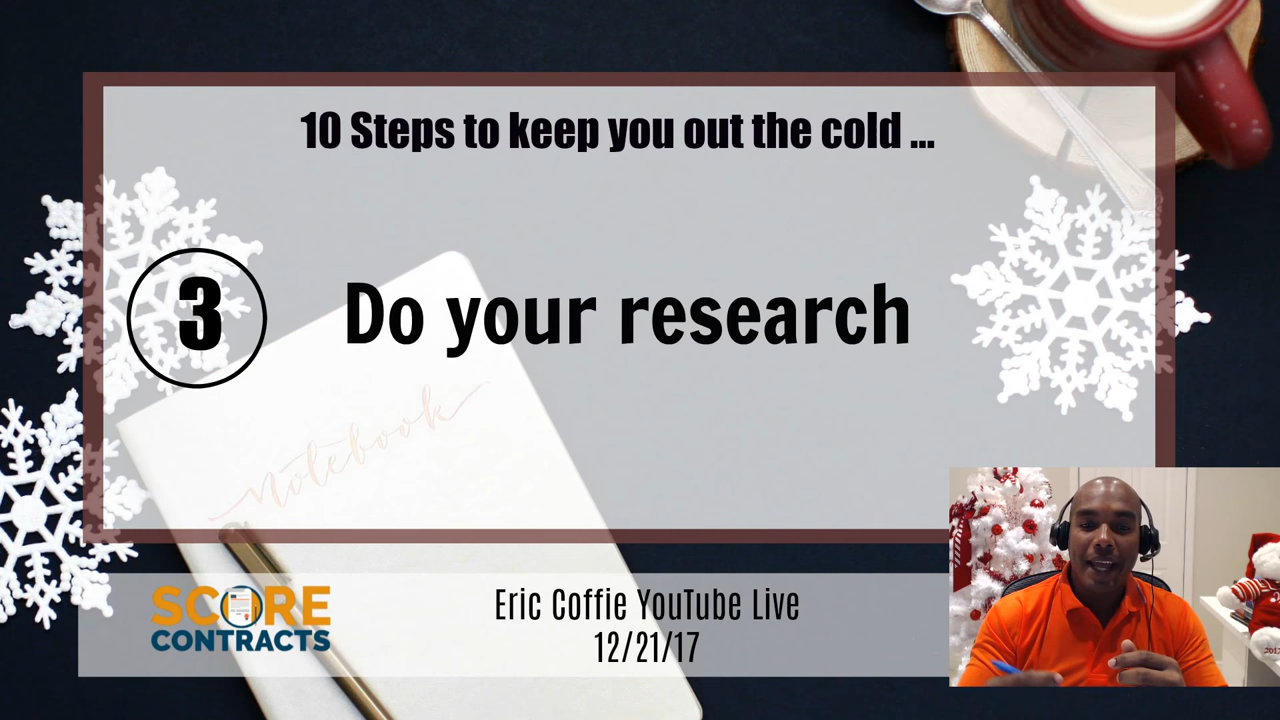 10 Steps to keep you out the cold ...
3
Do your research
notebook
SCORE
CONTRACTS
Eric Coffie YouTube Live
12/21/17